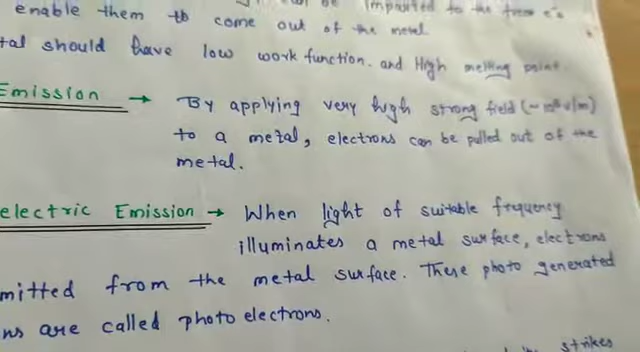 enable them to come out of the metal
tal should have low work function. and High melting point.
Emission → By applying very high strong field (~ 10⁸ v/m)
to a metal, electrons can be pulled out of the
metal.
electric Emission → When light of suitable frequency
illuminates a metal surface, electrons
mitted from the metal surface. These photo generated
ns are called photo electrons.
strikes